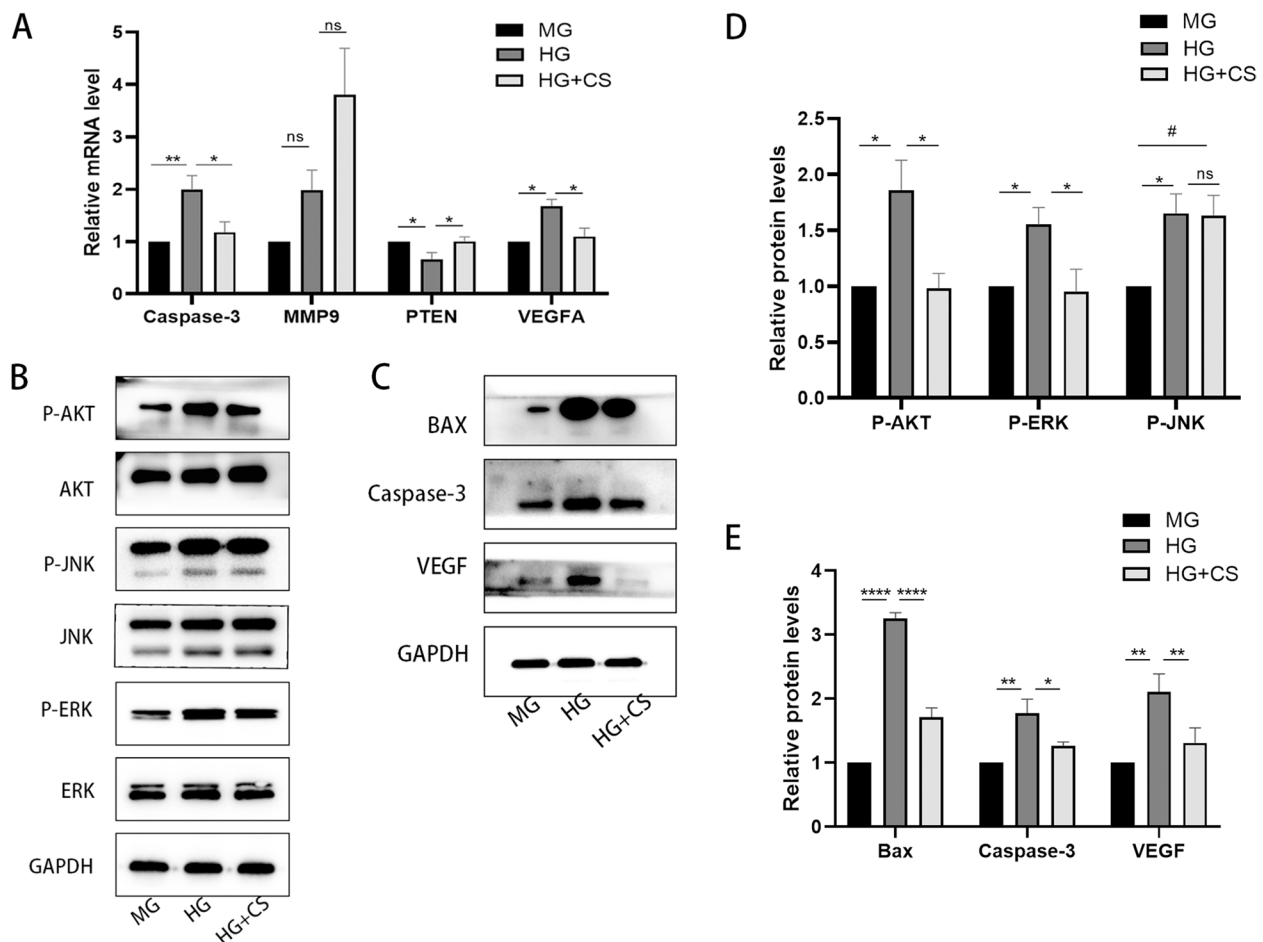 A
Relative mRNA level
5
4
3
2
1
0
** *
ns ns
* *
* *
Caspase-3 MMP9 PTEN VEGFA
MG
HG
HG+CS
B
P-AKT
AKT
P-JNK
JNK
P-ERK
ERK
GAPDH
MG HG HG+CS
C
BAX
Caspase-3
VEGF
GAPDH
MG HG HG+CS
D
MG
HG
HG+CS
Relative protein levels
2.5
2.0
1.5
1.0
0.5
0.0
* *
* *
#
* ns
P-AKT P-ERK P-JNK
E
MG
HG
HG+CS
Relative protein levels
4
3
2
1
0
**** ****
** *
** **
Bax Caspase-3 VEGF